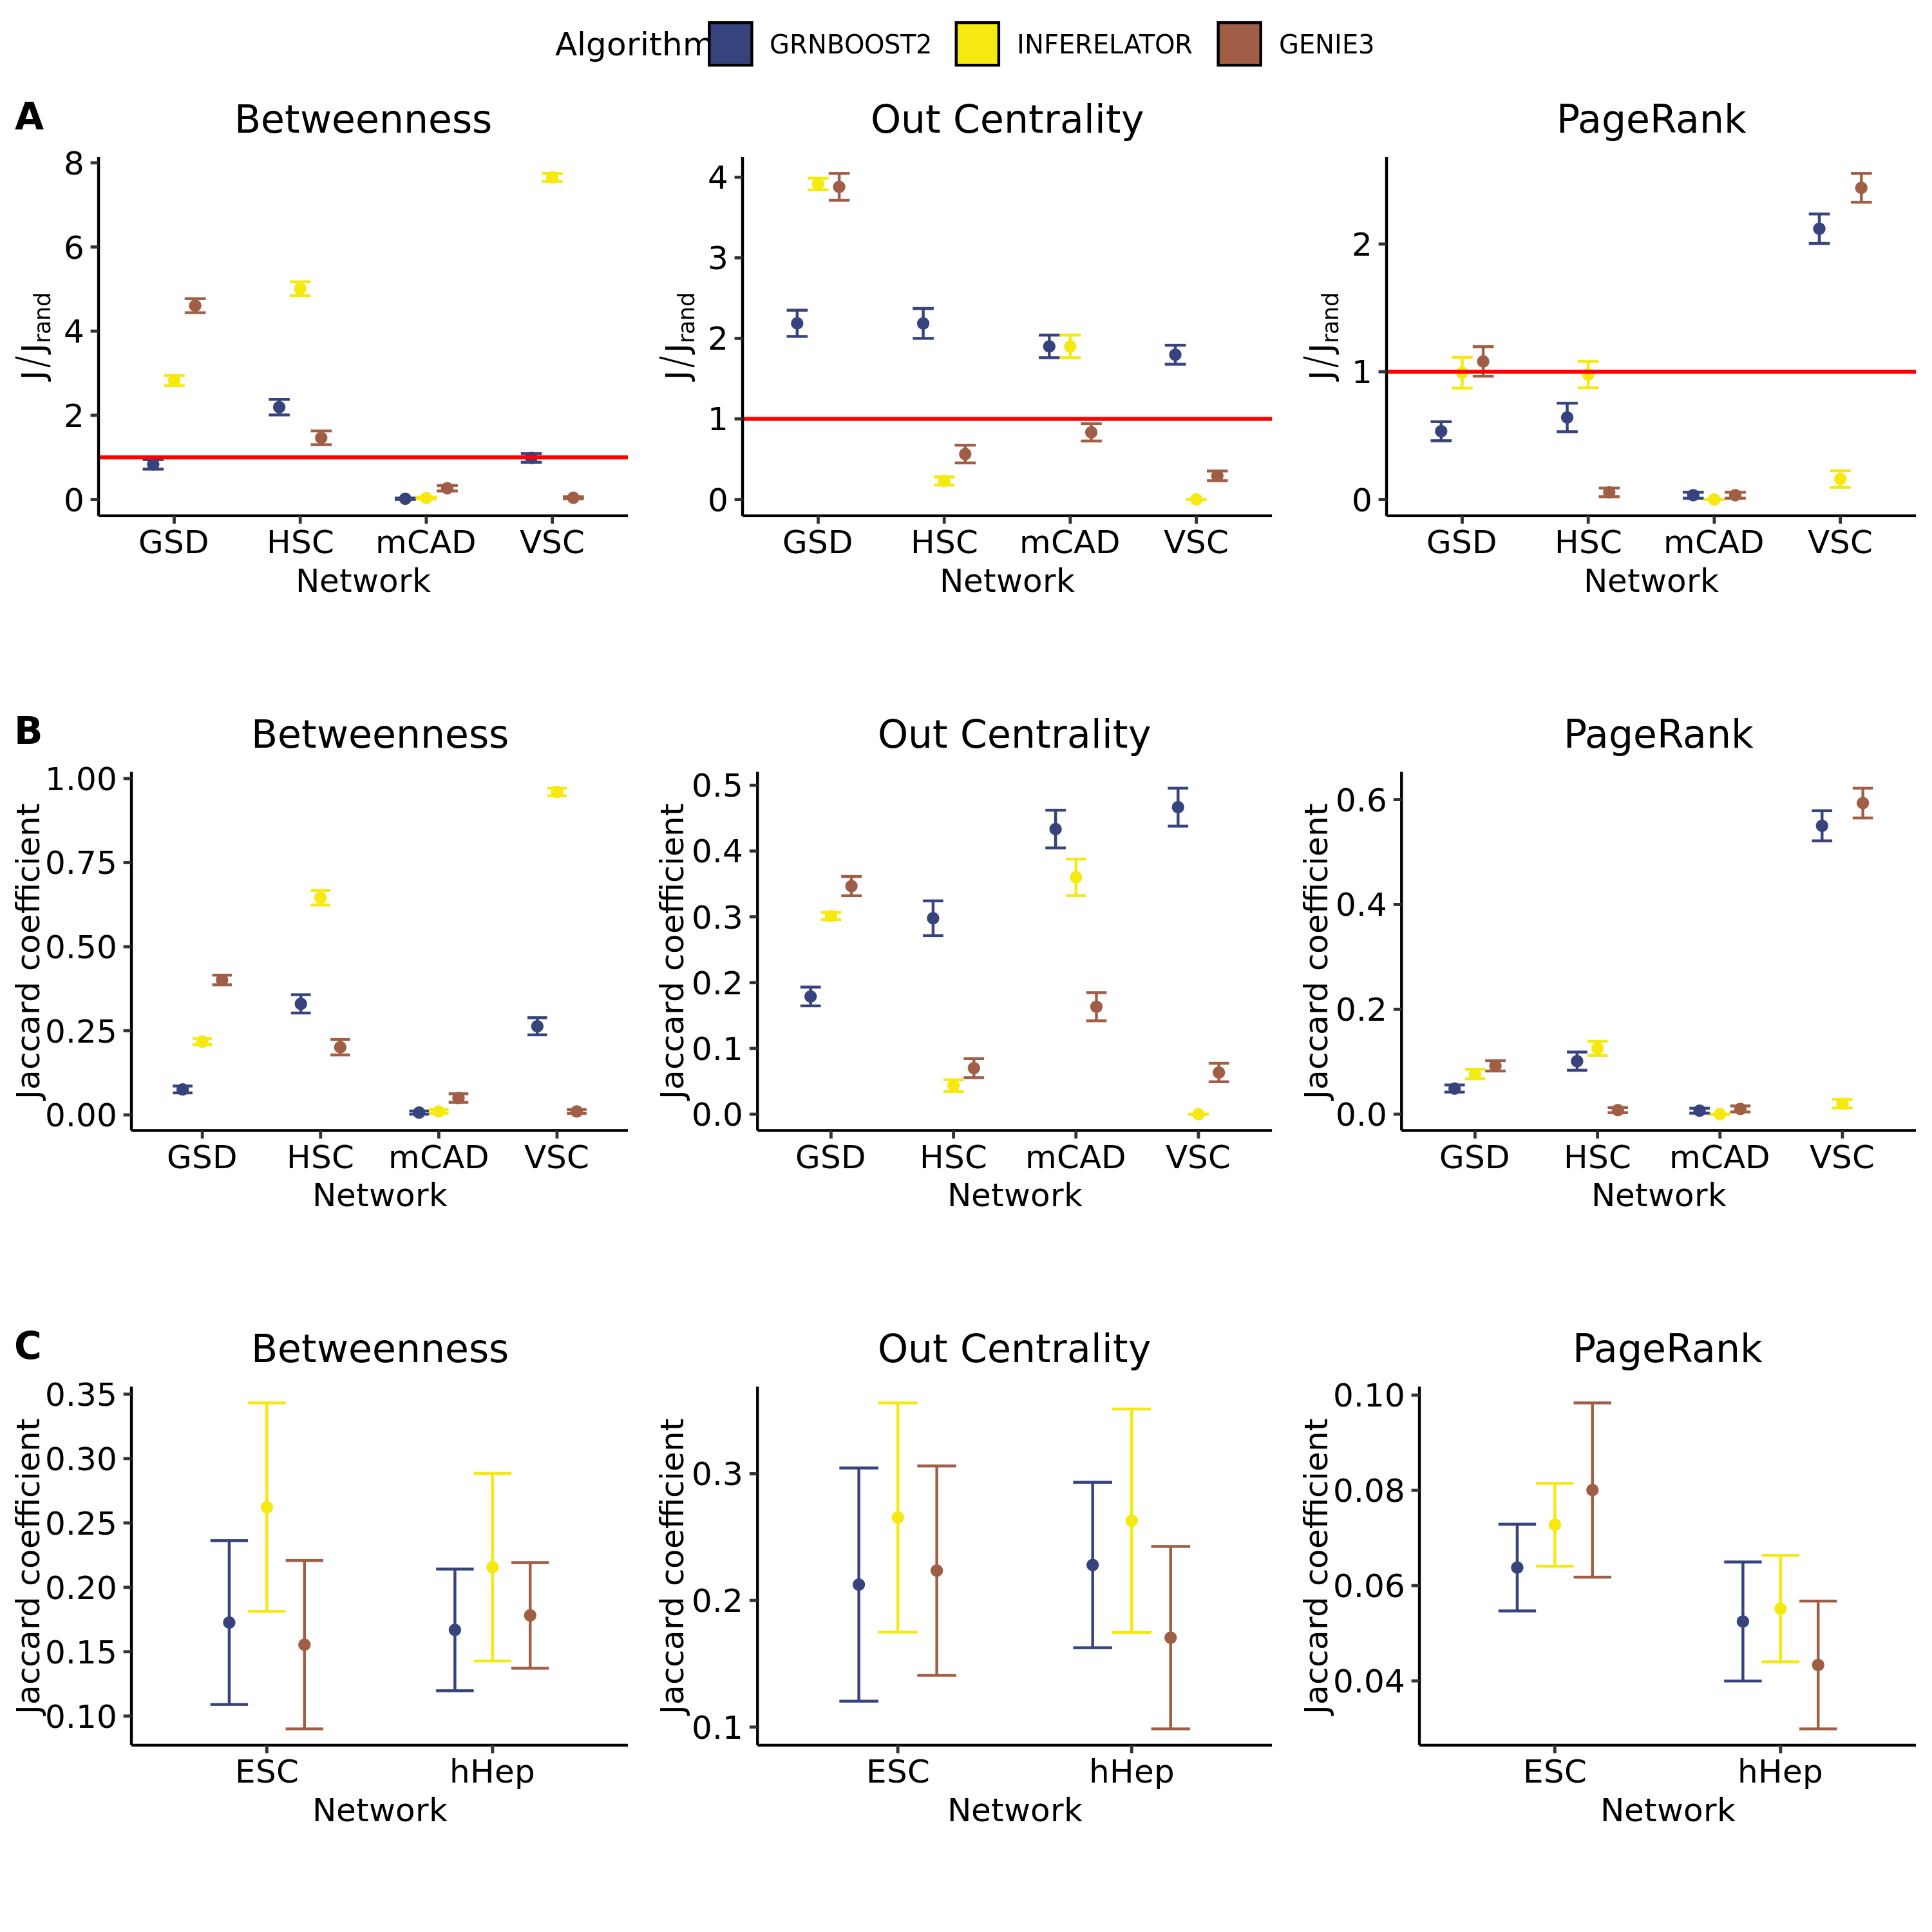 Algorithm GRNBOOST2 INFERELATOR GENIE3
A Betweenness Out Centrality PageRank
8
6
4
2
0
J/Jrand
GSD HSC mCAD VSC
Network
4
3
2
1
0
J/Jrand
GSD HSC mCAD VSC
Network
2
1
0
J/Jrand
GSD HSC mCAD VSC
Network
B Betweenness Out Centrality PageRank
1.00
0.75
0.50
0.25
0.00
Jaccard coefficient
GSD HSC mCAD VSC
Network
0.5
0.4
0.3
0.2
0.1
0.0
Jaccard coefficient
GSD HSC mCAD VSC
Network
0.6
0.4
0.2
0.0
Jaccard coefficient
GSD HSC mCAD VSC
Network
C Betweenness Out Centrality PageRank
0.35
0.30
0.25
0.20
0.15
0.10
Jaccard coefficient
ESC hHep
Network
0.3
0.2
0.1
Jaccard coefficient
ESC hHep
Network
0.10
0.08
0.06
0.04
Jaccard coefficient
ESC hHep
Network